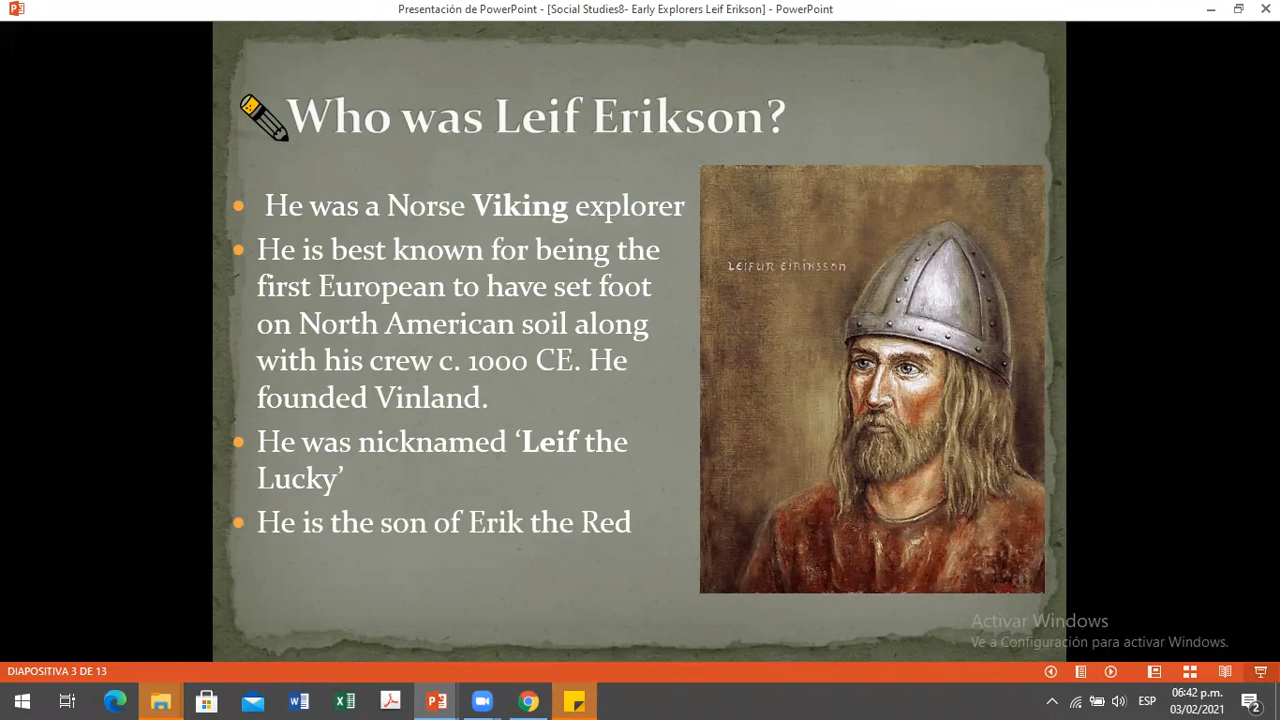 Presentación de PowerPoint - [Social Studies8- Early Explorers Leif Erikson] - PowerPoint
Who was Leif Erikson?
He was a Norse Viking explorer
He is best known for being the
first European to have set foot
on North American soil along
with his crew c. 1000 CE. He
founded Vinland.
He was nicknamed ‘Leif the
Lucky’
He is the son of Erik the Red
LEIFUR EIRIKSSON
Activar Windows
Ve a Configuración para activar Windows.
DIAPOSITIVA 3 DE 13
ESP
06:42 p.m.
03/02/2021
2